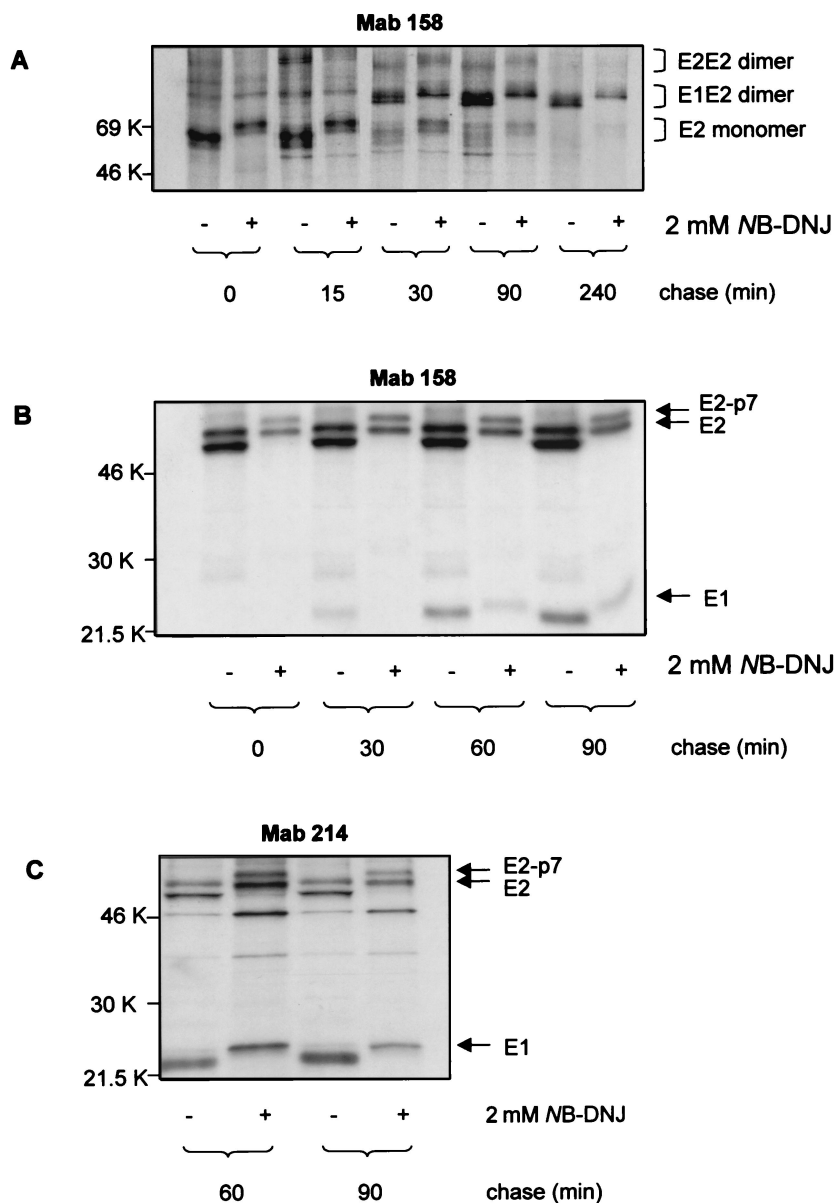 Mab 158
A
E2E2 dimer
E1E2 dimer
69 K
E2 monomer
46 K
- + - + - + - + - + 2 mM NB-DNJ
0 15 30 90 240 chase (min)
Mab 158
B
E2-p7
E2
46 K
30 K
E1
21.5 K
- + - + - + - + 2 mM NB-DNJ
0 30 60 90 chase (min)
Mab 214
C
E2-p7
E2
46 K
30 K
E1
21.5 K
- + - + 2 mM NB-DNJ
60 90 chase (min)